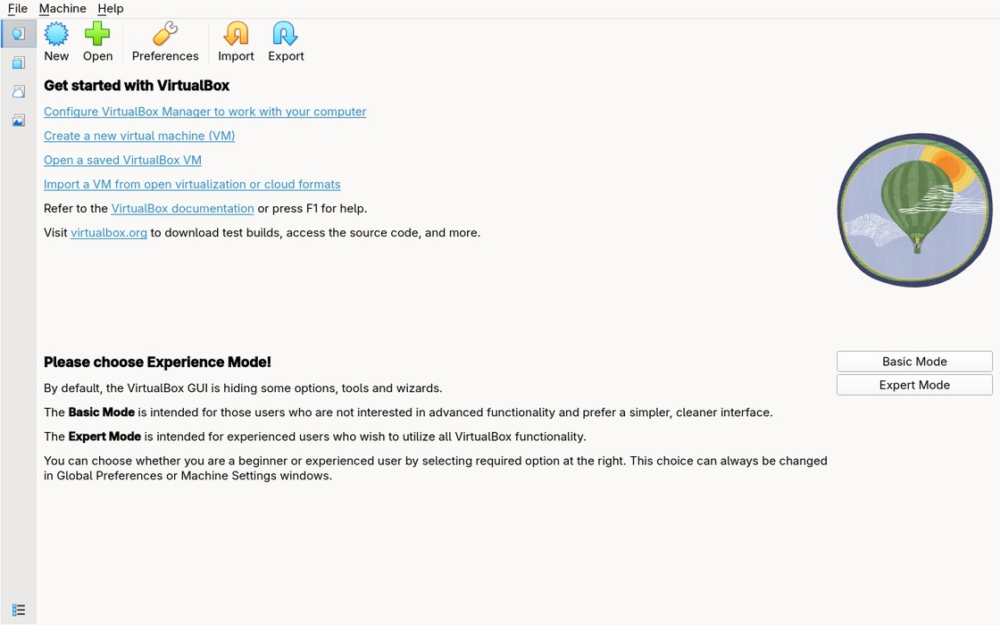 File Machine Help
New Open Preferences Import Export
Get started with VirtualBox
Configure VirtualBox Manager to work with your computer
Create a new virtual machine (VM)
Open a saved VirtualBox VM
Import a VM from open virtualization or cloud formats
Refer to the VirtualBox documentation or press F1 for help.
Visit virtualbox.org to download test builds, access the source code, and more.
Please choose Experience Mode!
Basic Mode
Expert Mode
By default, the VirtualBox GUI is hiding some options, tools and wizards.
The Basic Mode is intended for those users who are not interested in advanced functionality and prefer a simpler, cleaner interface.
The Expert Mode is intended for experienced users who wish to utilize all VirtualBox functionality.
You can choose whether you are a beginner or experienced user by selecting required option at the right. This choice can always be changed
in Global Preferences or Machine Settings windows.